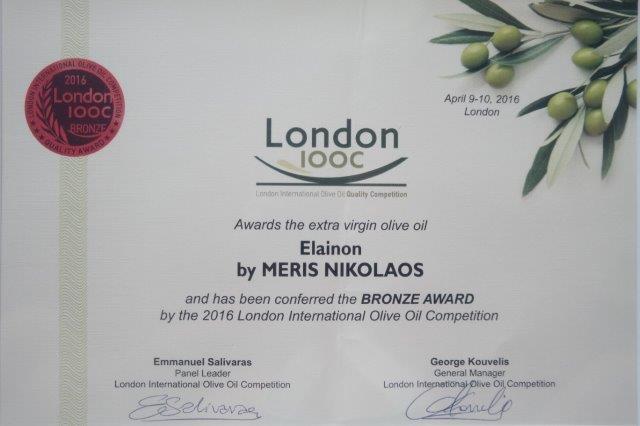 LONDON INTERNATIONAL OLIVE OIL COMPETITION
2016
London
IOOC
BRONZE
QUALITY AWARD
April 9-10, 2016
London
London
IOOC
London International Olive Oil Quality Competition
Awards the extra virgin olive oil
Elainon
by MERIS NIKOLAOS
and has been conferred the BRONZE AWARD
by the 2016 London International Olive Oil Competition
Emmanuel Salivaras
Panel Leader
London International Olive Oil Competition
George Kouvelis
General Manager
London International Olive Oil Competition